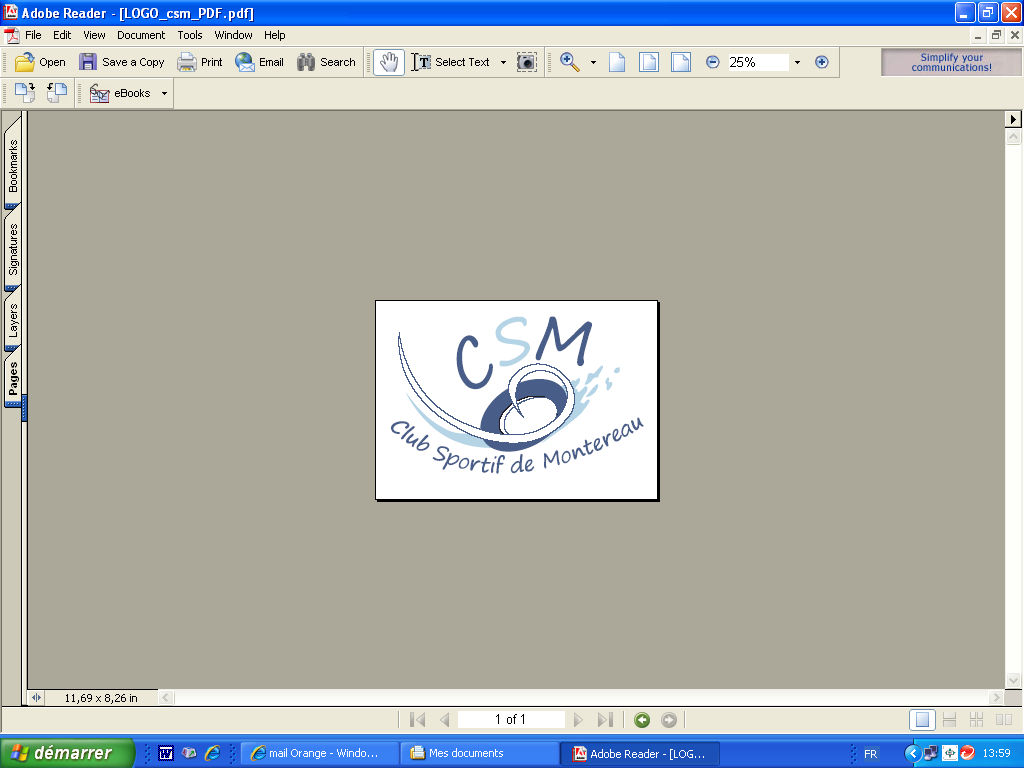 Adobe Reader - [LOGO_csm_PDF.pdf]
File Edit View Document Tools Window Help
Open Save a Copy Print Email Search Select Text 25% Simplify your
communications!
eBooks
Bookmarks
Signatures
Layers
Pages
CSM
Club Sportif de Montereau
11,69 x 8,26 in
1 of 1
démarrer mail Orange - Windo... Mes documents Adobe Reader - [LOG... FR 13:59